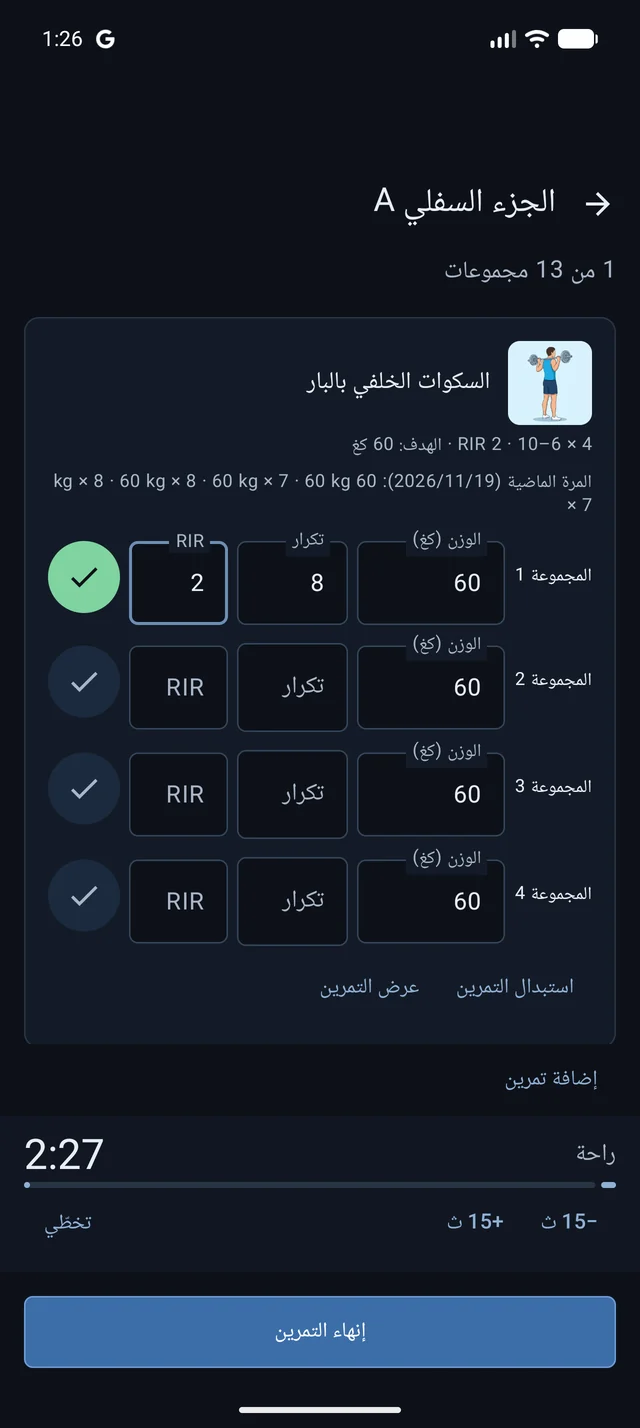 1:26 G
الجزء السفلي A
1 من 13 مجموعات
السكوات الخلفي بالبار
4 × 6–10 · RIR 2 · الهدف: 60 كغ
المرة الماضية (2026/11/19): 60 kg × 8 · 60 kg × 8 · 60 kg × 7 · 60 kg
× 7
المجموعة 1 الوزن (كغ) 60 تكرار 8 RIR 2
المجموعة 2 الوزن (كغ) 60 تكرار RIR
المجموعة 3 الوزن (كغ) 60 تكرار RIR
المجموعة 4 الوزن (كغ) 60 تكرار RIR
استبدال التمرين عرض التمرين
إضافة تمرين
راحة 2:27
−15 ث +15 ث تخطّي
إنهاء التمرين